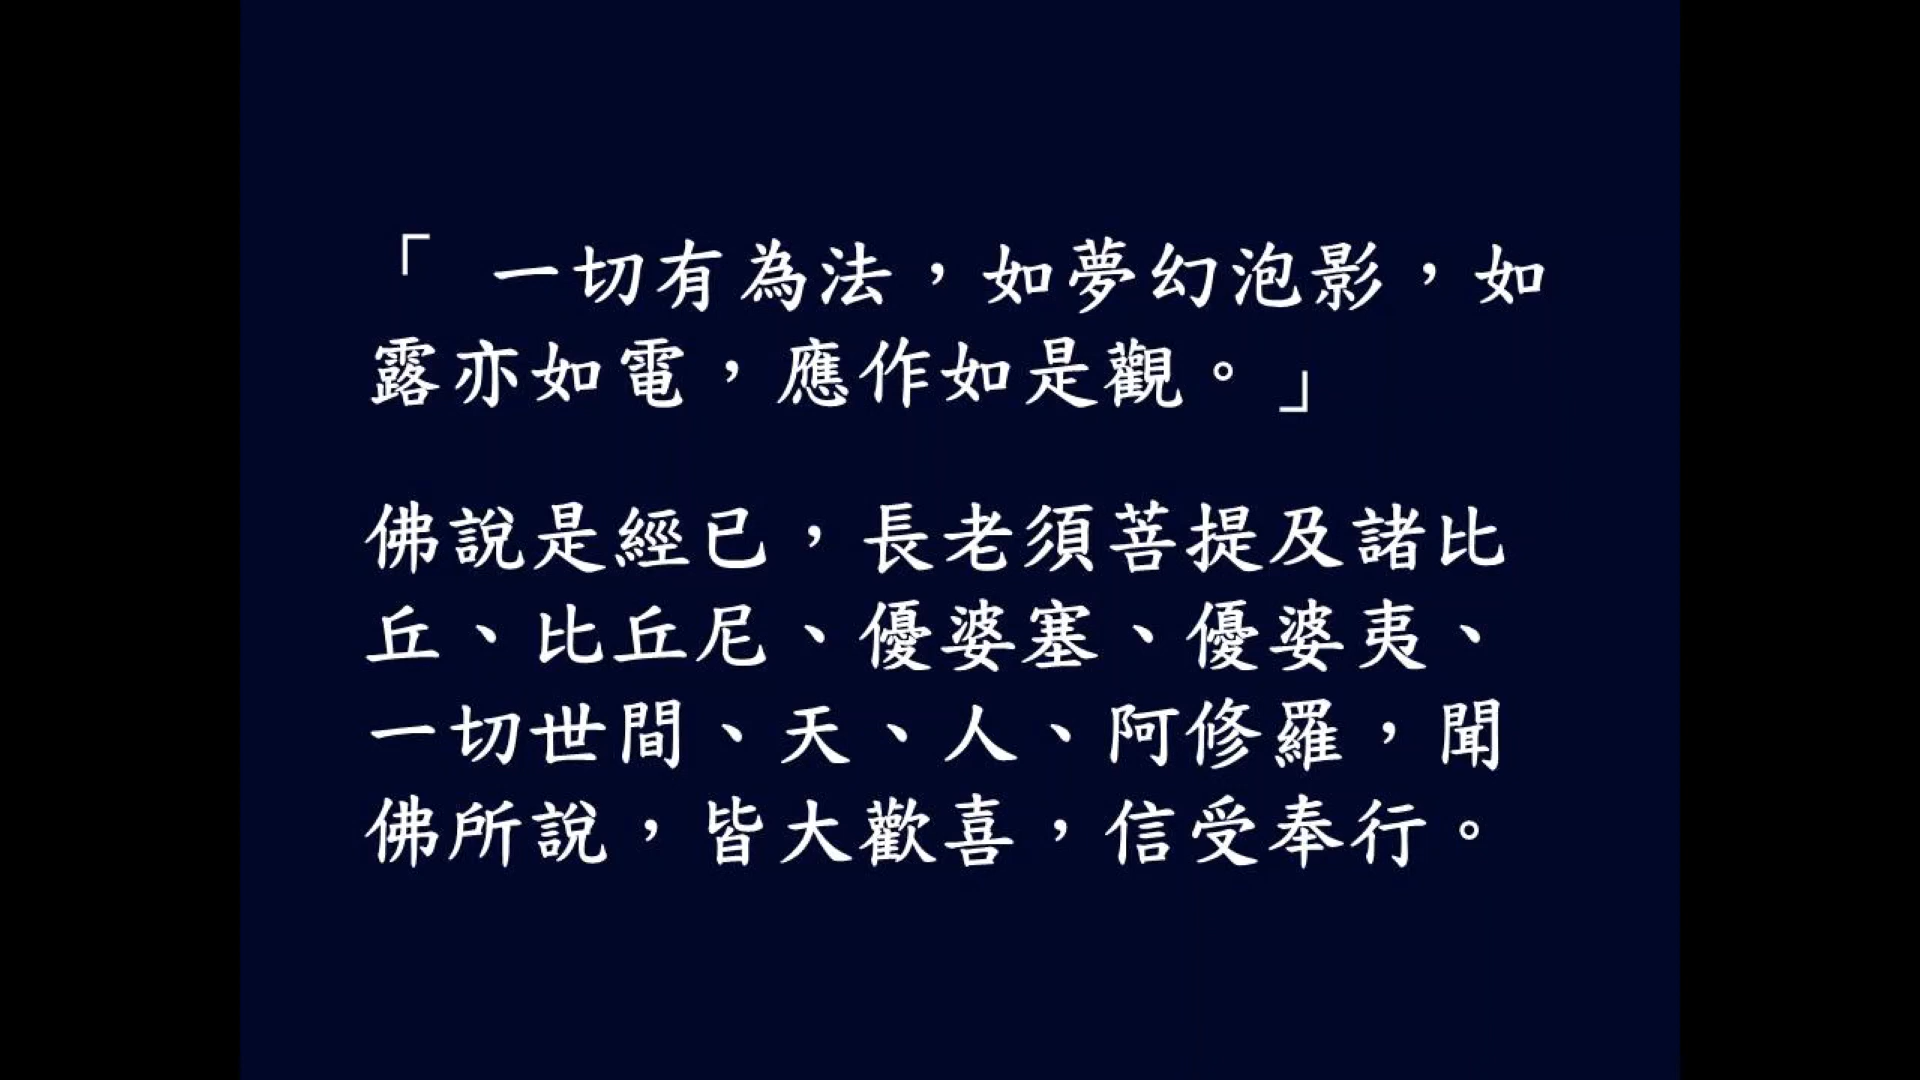 「 一切有為法，如夢幻泡影，如
露亦如電，應作如是觀。」
佛說是經已，長老須菩提及諸比
丘、比丘尼、優婆塞、優婆夷、
一切世間、天、人、阿修羅，聞
佛所說，皆大歡喜，信受奉行。